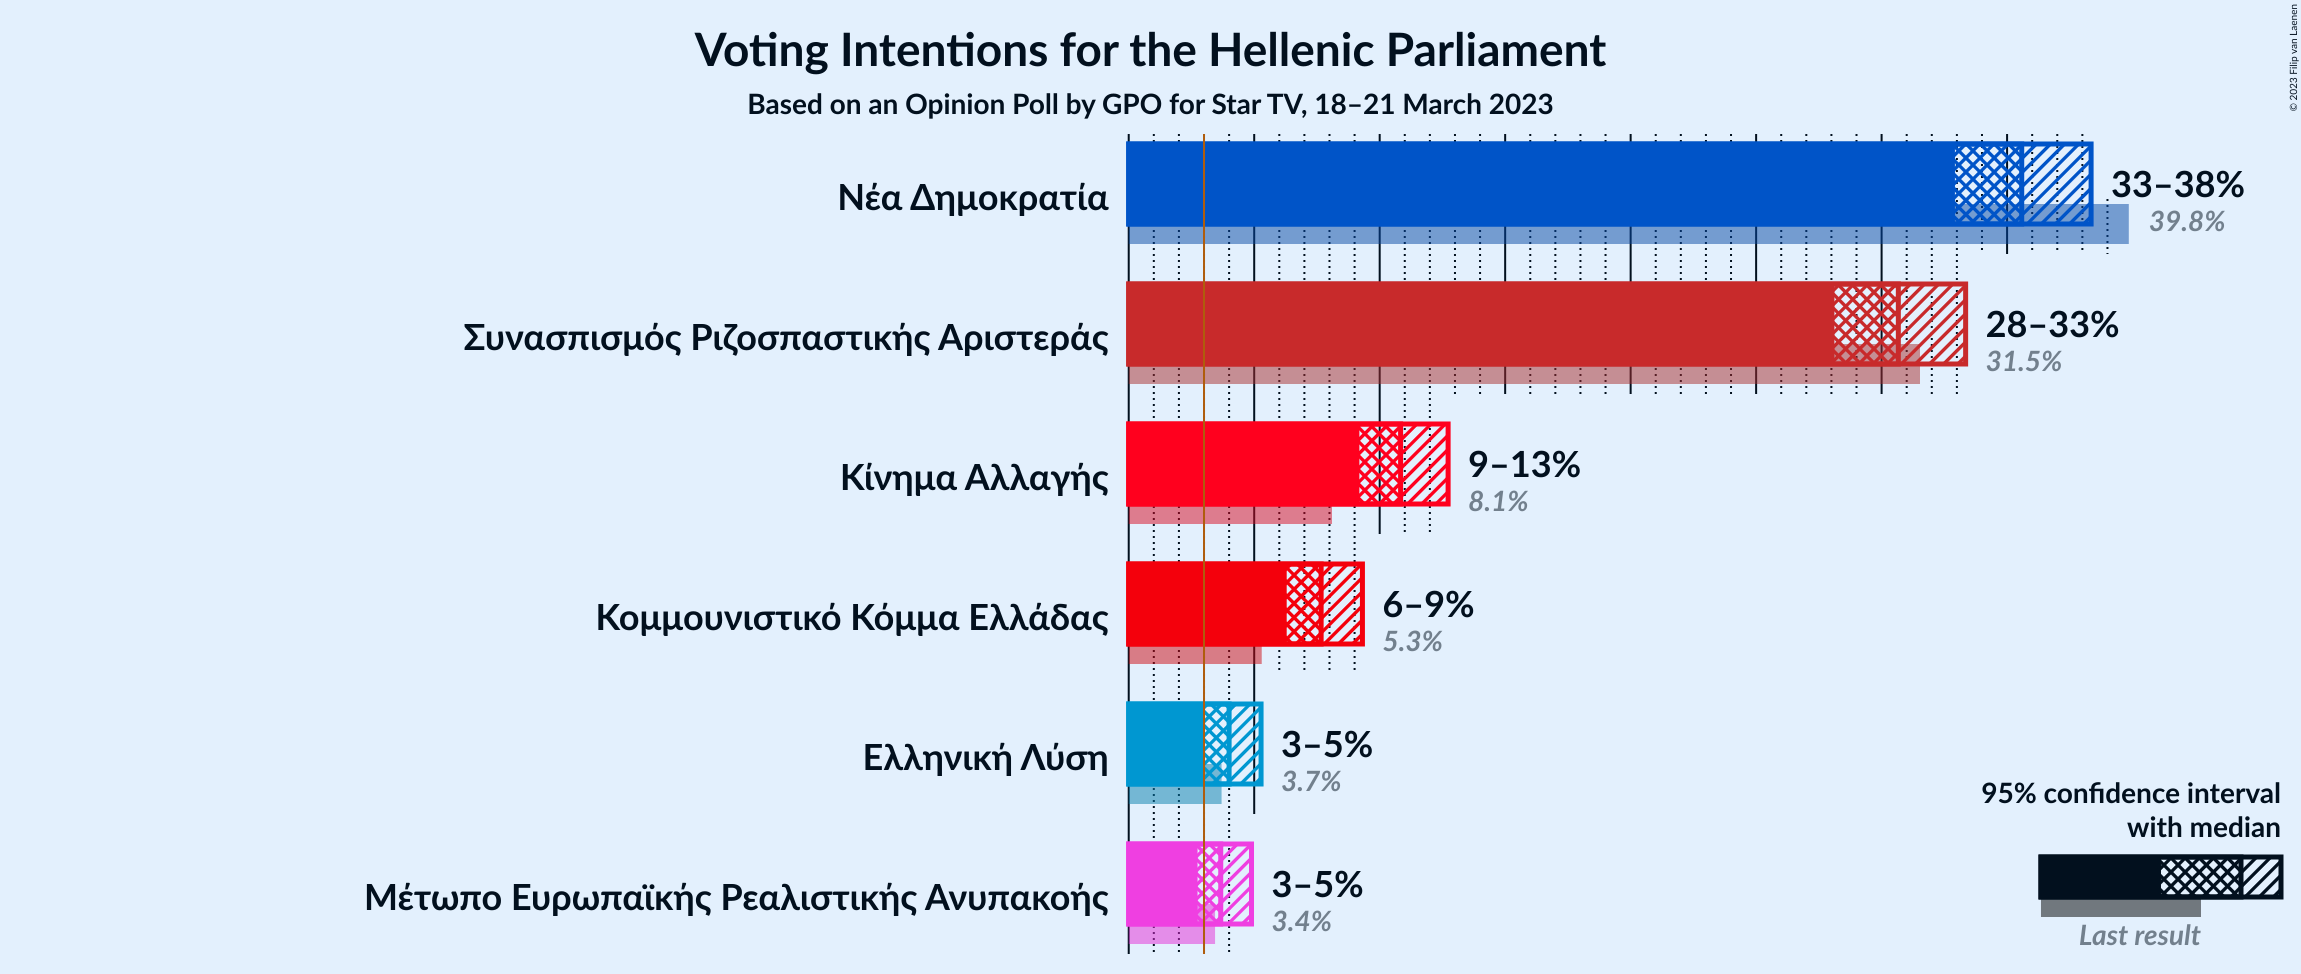 Voting Intentions for the Hellenic Parliament
Based on an Opinion Poll by GPO for Star TV, 18–21 March 2023
© 2023 Filip van Laenen
Νέα Δημοκρατία
33–38%
39.8%
Συνασπισμός Ριζοσπαστικής Αριστεράς
28–33%
31.5%
Κίνημα Αλλαγής
9–13%
8.1%
Κομμουνιστικό Κόμμα Ελλάδας
6–9%
5.3%
Ελληνική Λύση
3–5%
3.7%
Μέτωπο Ευρωπαϊκής Ρεαλιστικής Ανυπακοής
3–5%
3.4%
95% confidence interval
with median
Last result